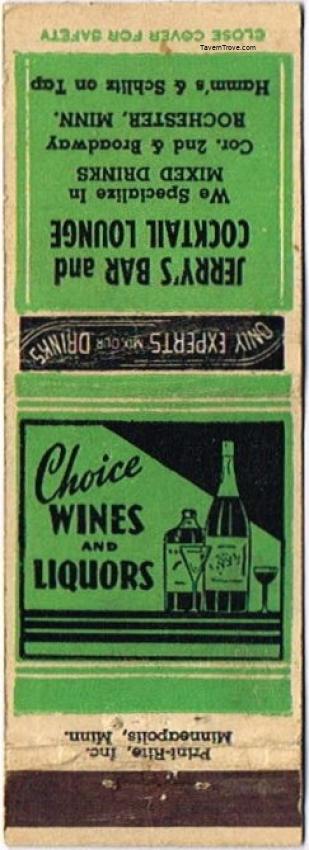 CLOSE COVER FOR SAFETY
TavernTrove.com
JERRY'S BAR and
COCKTAIL LOUNGE
We Specialize in
MIXED DRINKS
Cor. 2nd & Broadway
ROCHESTER, MINN.
Hamm's & Schlitz on Tap
ONLY EXPERTS MIX OUR DRINKS
Choice
WINES
AND
LIQUORS
Print-Rite, Inc.
Minneapolis, Minn.